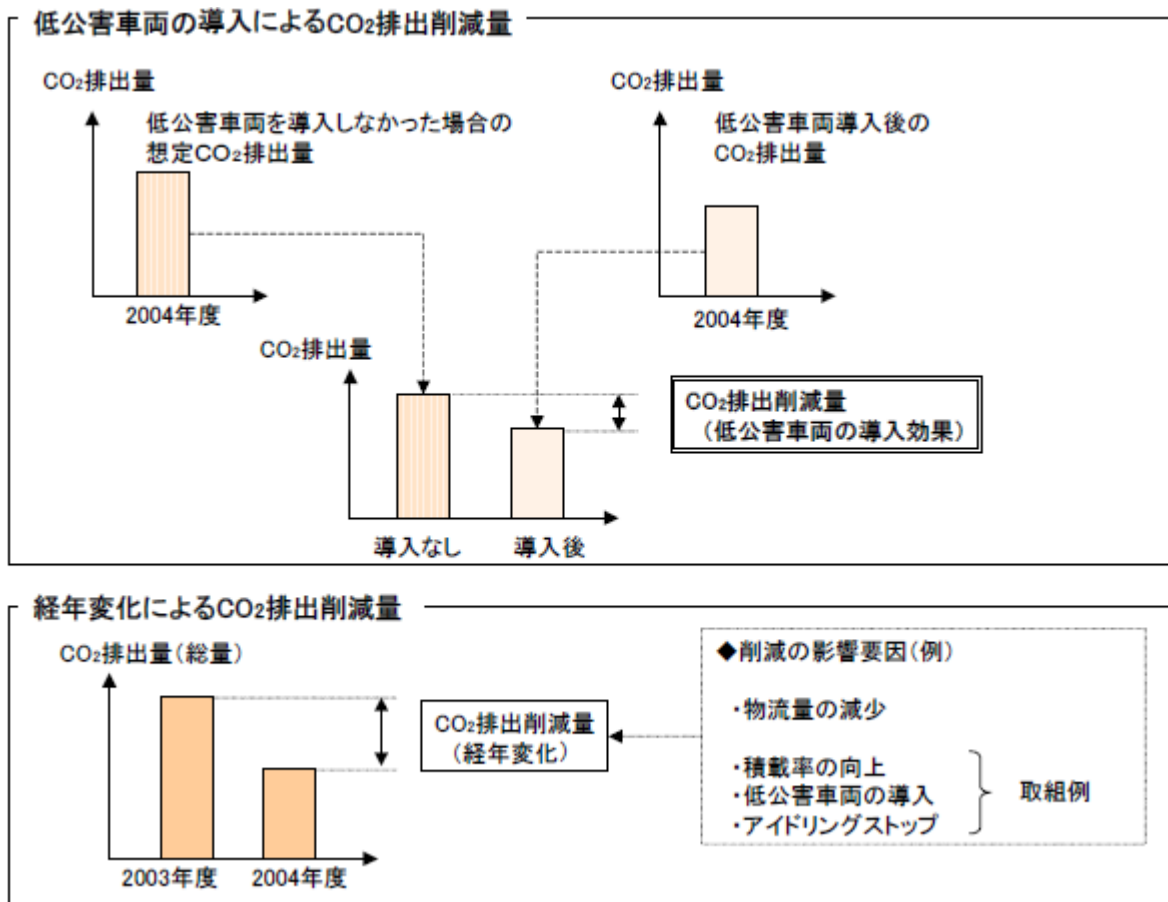 低公害車両の導入によるCO₂排出削減量
CO₂排出量
低公害車両を導入しなかった場合の
想定CO₂排出量
2004年度
CO₂排出量
低公害車両導入後の
CO₂排出量
2004年度
CO₂排出量
導入なし
導入後
CO₂排出削減量
(低公害車両の導入効果)
経年変化によるCO₂排出削減量
CO₂排出量(総量)
2003年度
2004年度
CO₂排出削減量
(経年変化)
◆削減の影響要因(例)
・物流量の減少
・積載率の向上
・低公害車両の導入
・アイドリングストップ
取組例